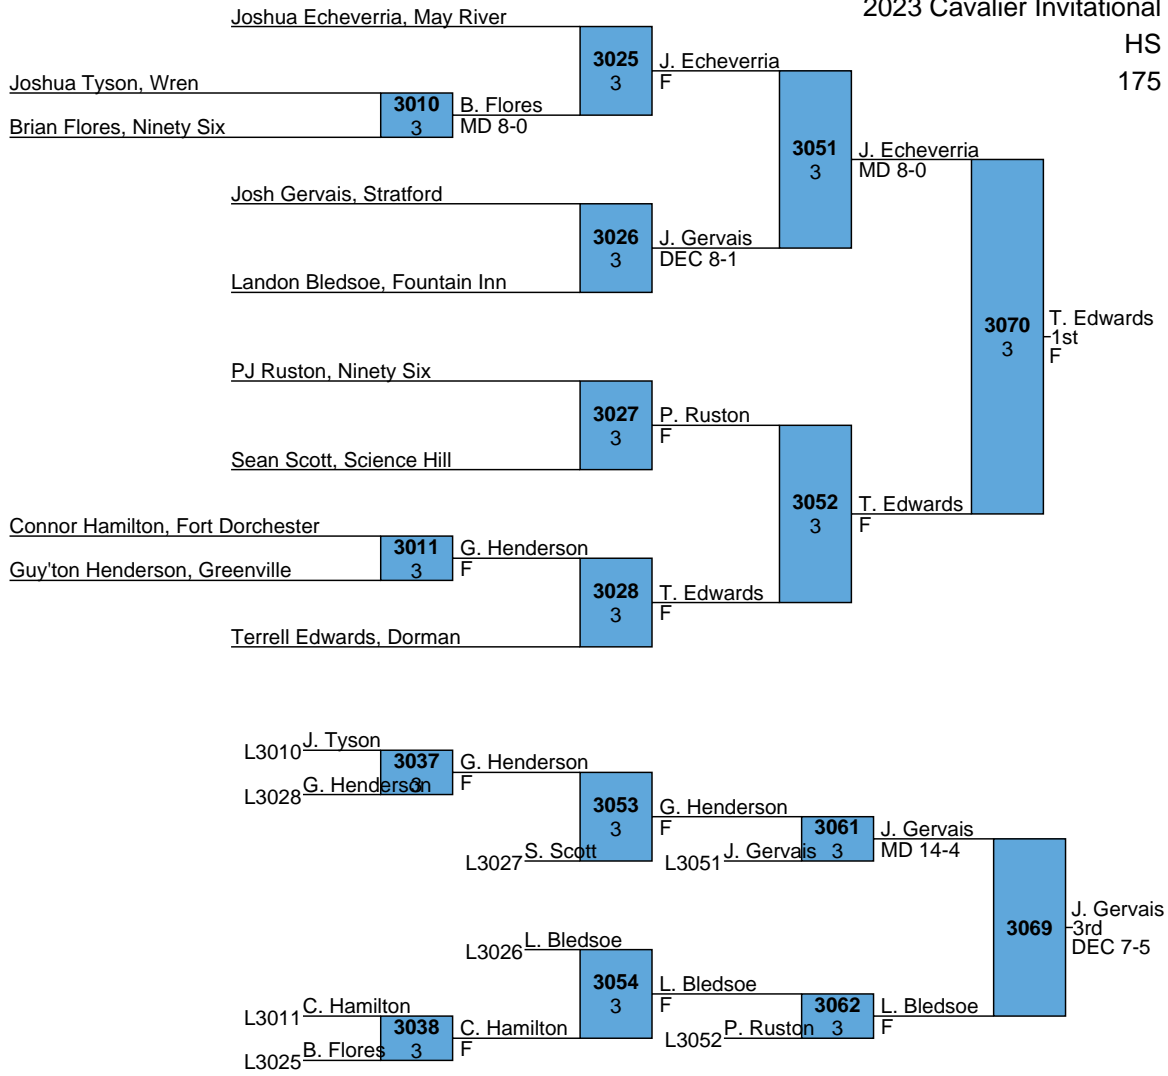 2023 Cavalier Invitational
HS
175
Joshua Echeverria, May River
3025
3
J. Echeverria
F
Joshua Tyson, Wren
3010
3
B. Flores
MD 8-0
Brian Flores, Ninety Six
3051
3
J. Echeverria
MD 8-0
Josh Gervais, Stratford
3026
3
J. Gervais
DEC 8-1
Landon Bledsoe, Fountain Inn
3070
3
T. Edwards
1st
F
PJ Ruston, Ninety Six
3027
3
P. Ruston
F
Sean Scott, Science Hill
3052
3
T. Edwards
F
Connor Hamilton, Fort Dorchester
3011
3
G. Henderson
F
Guy'ton Henderson, Greenville
3028
3
T. Edwards
F
Terrell Edwards, Dorman
L3010 J. Tyson
3037
3
G. Henderson
F
L3028 G. Henderson
3053
3
G. Henderson
F
L3027 S. Scott
3061
3
J. Gervais
MD 14-4
L3051 J. Gervais
3069
J. Gervais
3rd
DEC 7-5
L3026 L. Bledsoe
3054
3
L. Bledsoe
F
L3011 C. Hamilton
3038
3
C. Hamilton
F
L3025 B. Flores
3062
3
L. Bledsoe
F
L3052 P. Ruston